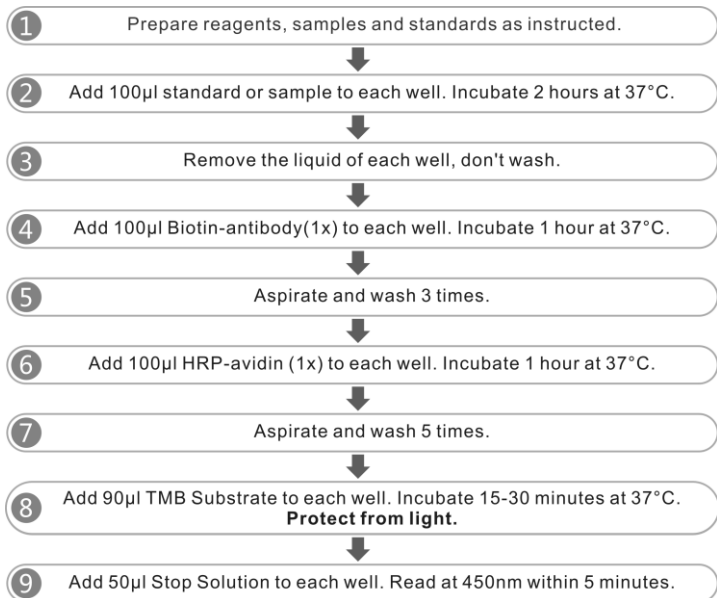 1 Prepare reagents, samples and standards as instructed.
2 Add 100µl standard or sample to each well. Incubate 2 hours at 37°C.
3 Remove the liquid of each well, don't wash.
4 Add 100µl Biotin-antibody(1x) to each well. Incubate 1 hour at 37°C.
5 Aspirate and wash 3 times.
6 Add 100µl HRP-avidin (1x) to each well. Incubate 1 hour at 37°C.
7 Aspirate and wash 5 times.
8 Add 90µl TMB Substrate to each well. Incubate 15-30 minutes at 37°C.
Protect from light.
9 Add 50µl Stop Solution to each well. Read at 450nm within 5 minutes.